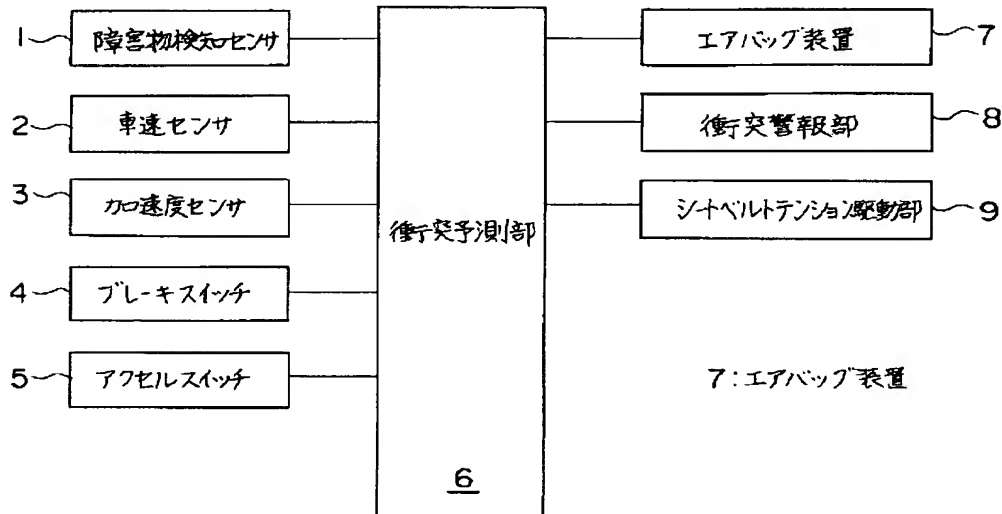 1 障害物検知センサ
2 車速センサ
3 加速度センサ
4 ブレーキスイッチ
5 アクセルスイッチ
衝突予測部
6
エアバッグ装置 7
衝突警報部 8
シートベルトテンション駆動部 9
7:エアバッグ装置